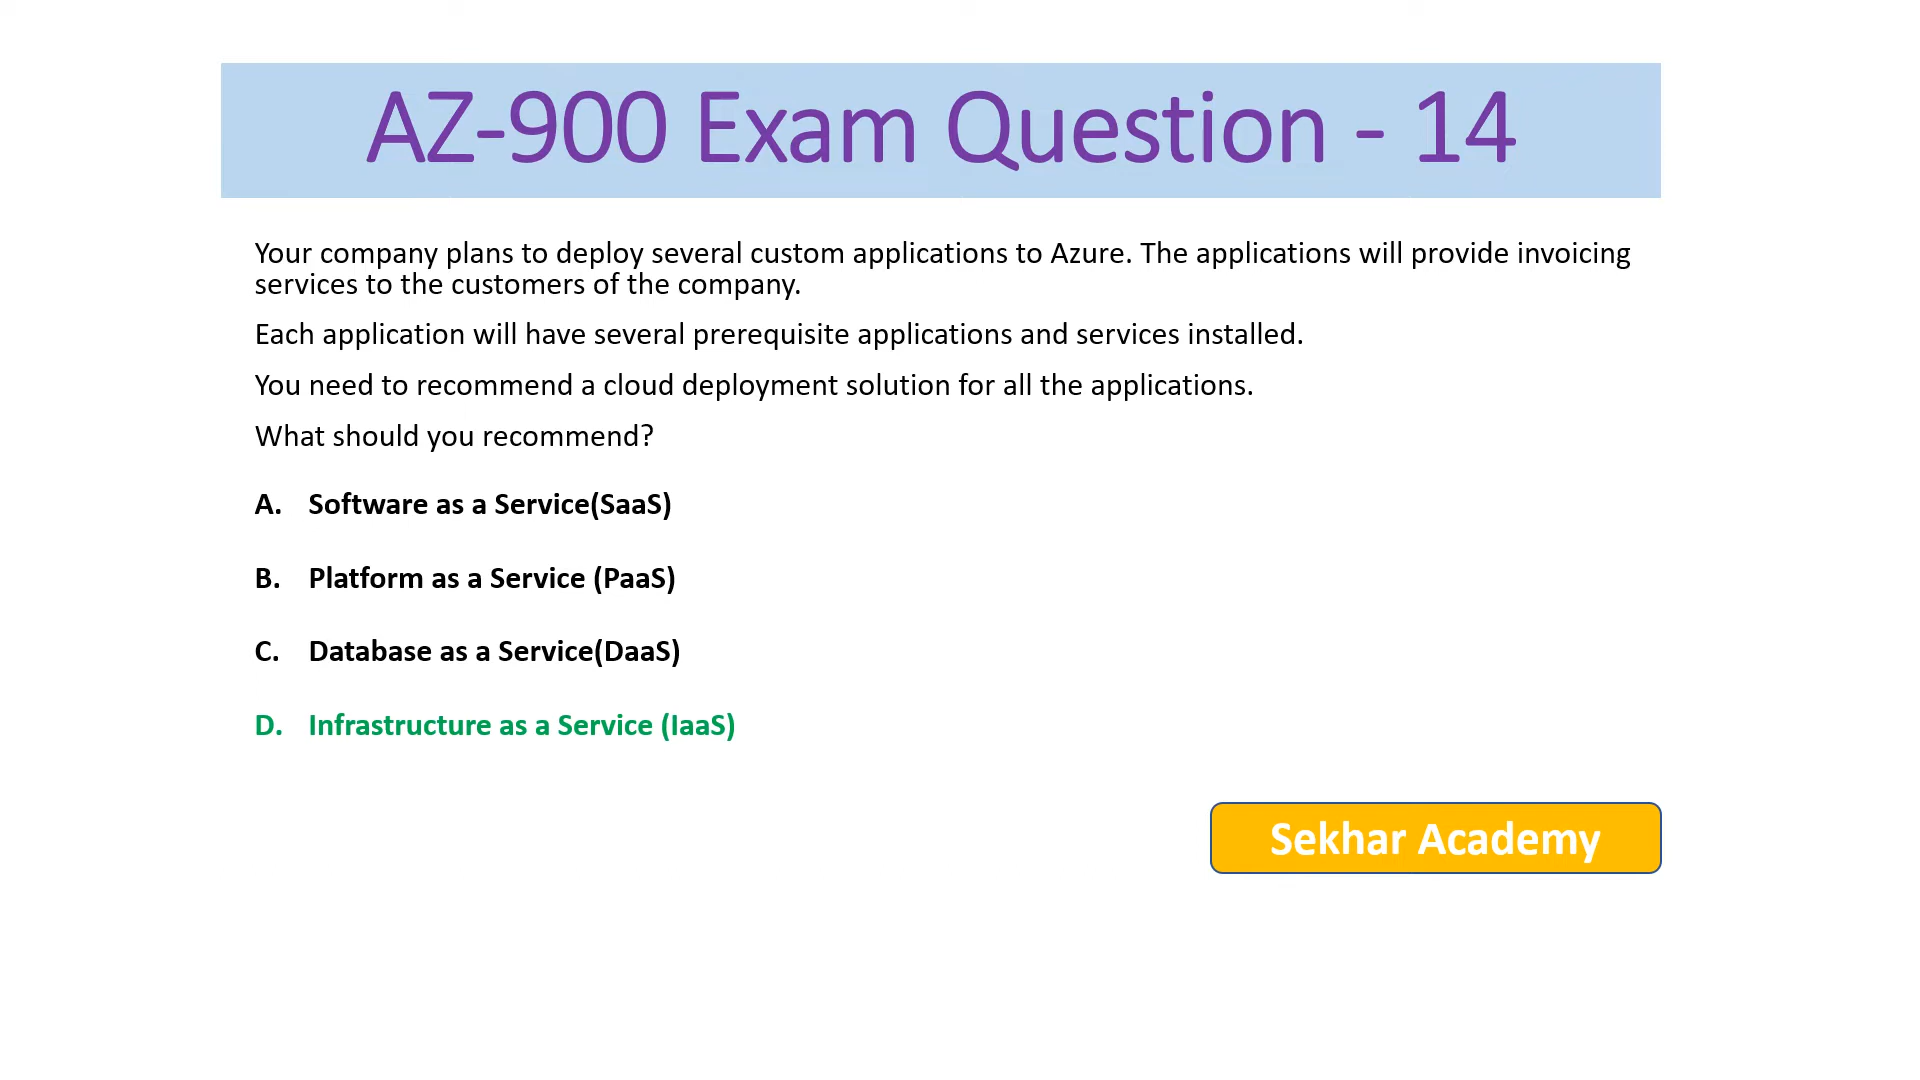 AZ-900 Exam Question - 14
Your company plans to deploy several custom applications to Azure. The applications will provide invoicing
services to the customers of the company.
Each application will have several prerequisite applications and services installed.
You need to recommend a cloud deployment solution for all the applications.
What should you recommend?
A. Software as a Service(SaaS)
B. Platform as a Service (PaaS)
C. Database as a Service(DaaS)
D. Infrastructure as a Service (IaaS)
Sekhar Academy